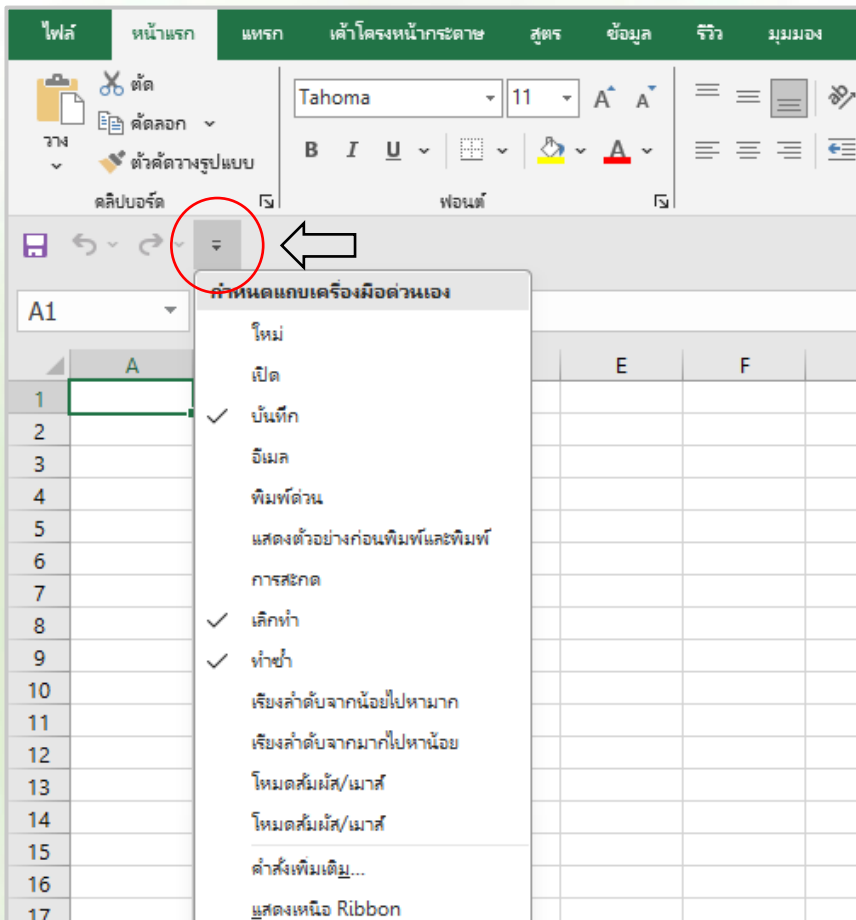 ไฟล์ หน้าแรก แทรก เค้าโครงหน้ากระดาษ สูตร ข้อมูล รีวิว มุมมอง
ตัด
คัดลอก
วาง
ตัวคัดวางรูปแบบ
คลิปบอร์ด
Tahoma 11 A A
B I U A
ฟอนต์
กำหนดแถบเครื่องมือด่วนเอง
A1
ใหม่
เปิด
บันทึก
อีเมล
พิมพ์ด่วน
แสดงตัวอย่างก่อนพิมพ์และพิมพ์
การสะกด
เลิกทำ
ทำซ้ำ
เรียงลำดับจากน้อยไปหามาก
เรียงลำดับจากมากไปหาน้อย
โหมดสัมผัส/เมาส์
โหมดสัมผัส/เมาส์
คำสั่งเพิ่มเติม...
แสดงเหนือ Ribbon
A E F
1
2
3
4
5
6
7
8
9
10
11
12
13
14
15
16
17